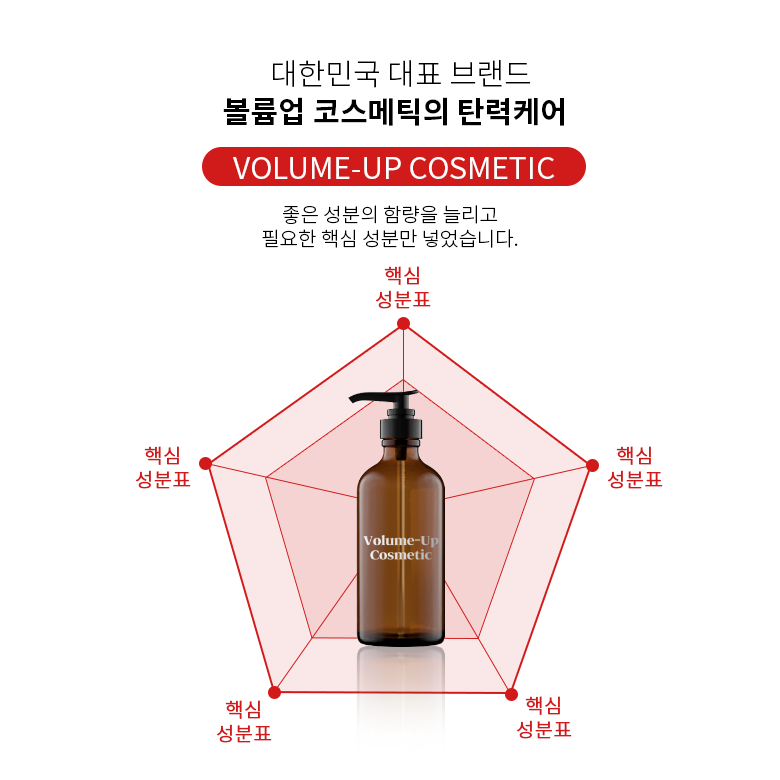 대한민국 대표 브랜드
볼륨업 코스메틱의 탄력케어
VOLUME-UP COSMETIC
좋은 성분의 함량을 늘리고
필요한 핵심 성분만 넣었습니다.
핵심
성분표
핵심
성분표
핵심
성분표
Volume-Up
Cosmetic
핵심
성분표
핵심
성분표